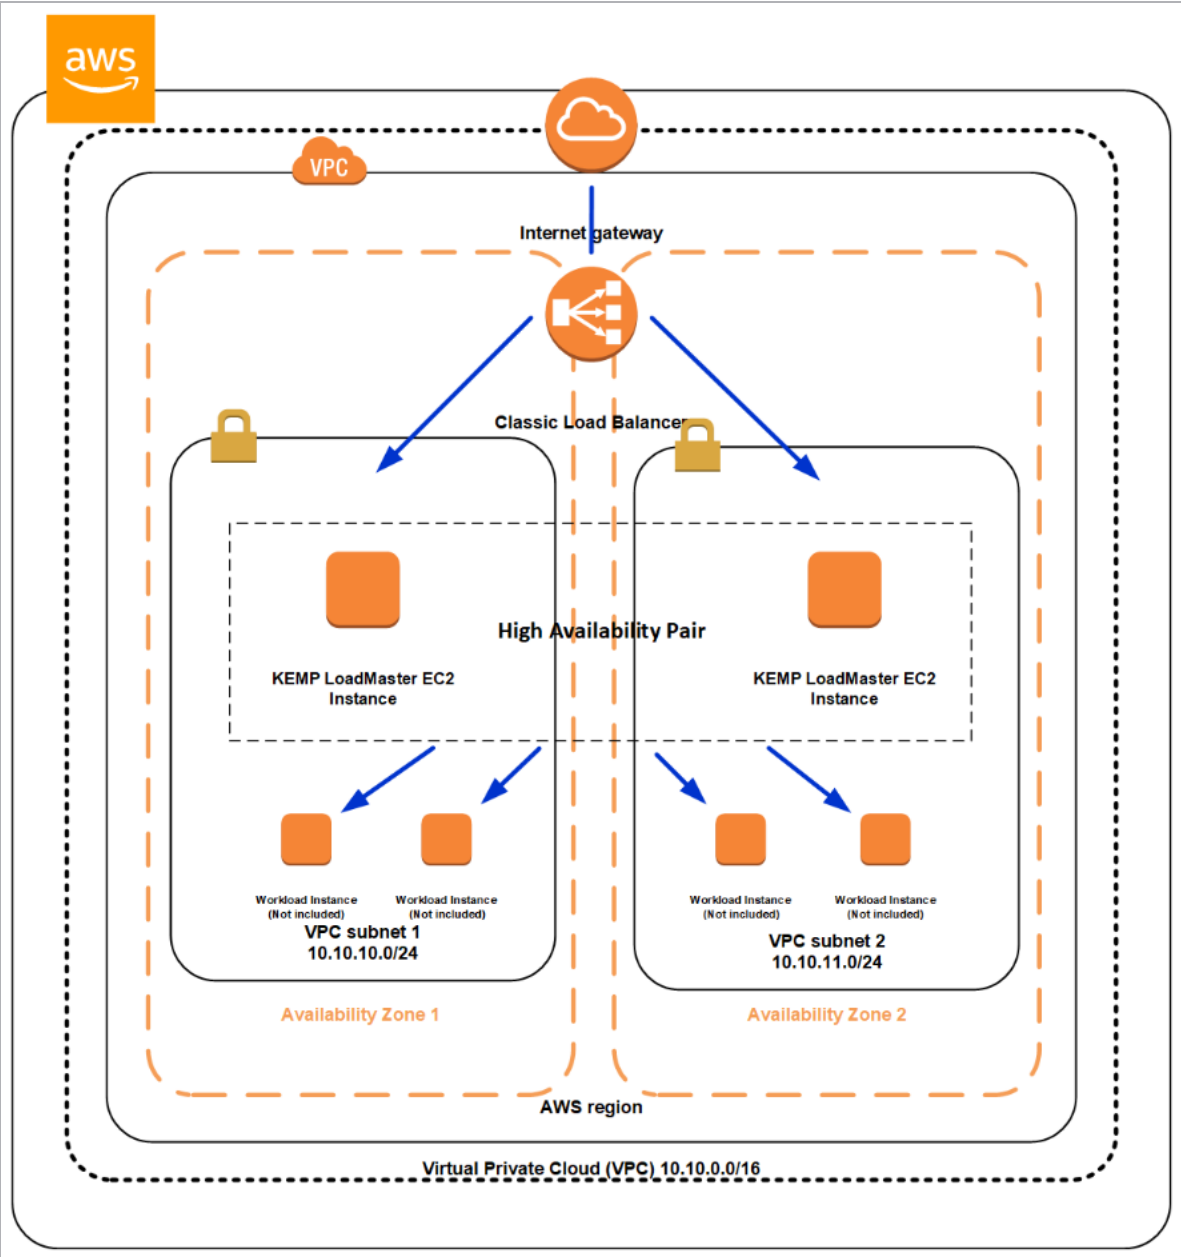 aws
VPC
Internet gateway
Classic Load Balancer
High Availability Pair
KEMP LoadMaster EC2
Instance
KEMP LoadMaster EC2
Instance
Workload Instance
(Not included)
Workload Instance
(Not included)
Workload Instance
(Not included)
Workload Instance
(Not included)
VPC subnet 1
10.10.10.0/24
VPC subnet 2
10.10.11.0/24
Availability Zone 1
Availability Zone 2
AWS region
Virtual Private Cloud (VPC) 10.10.0.0/16